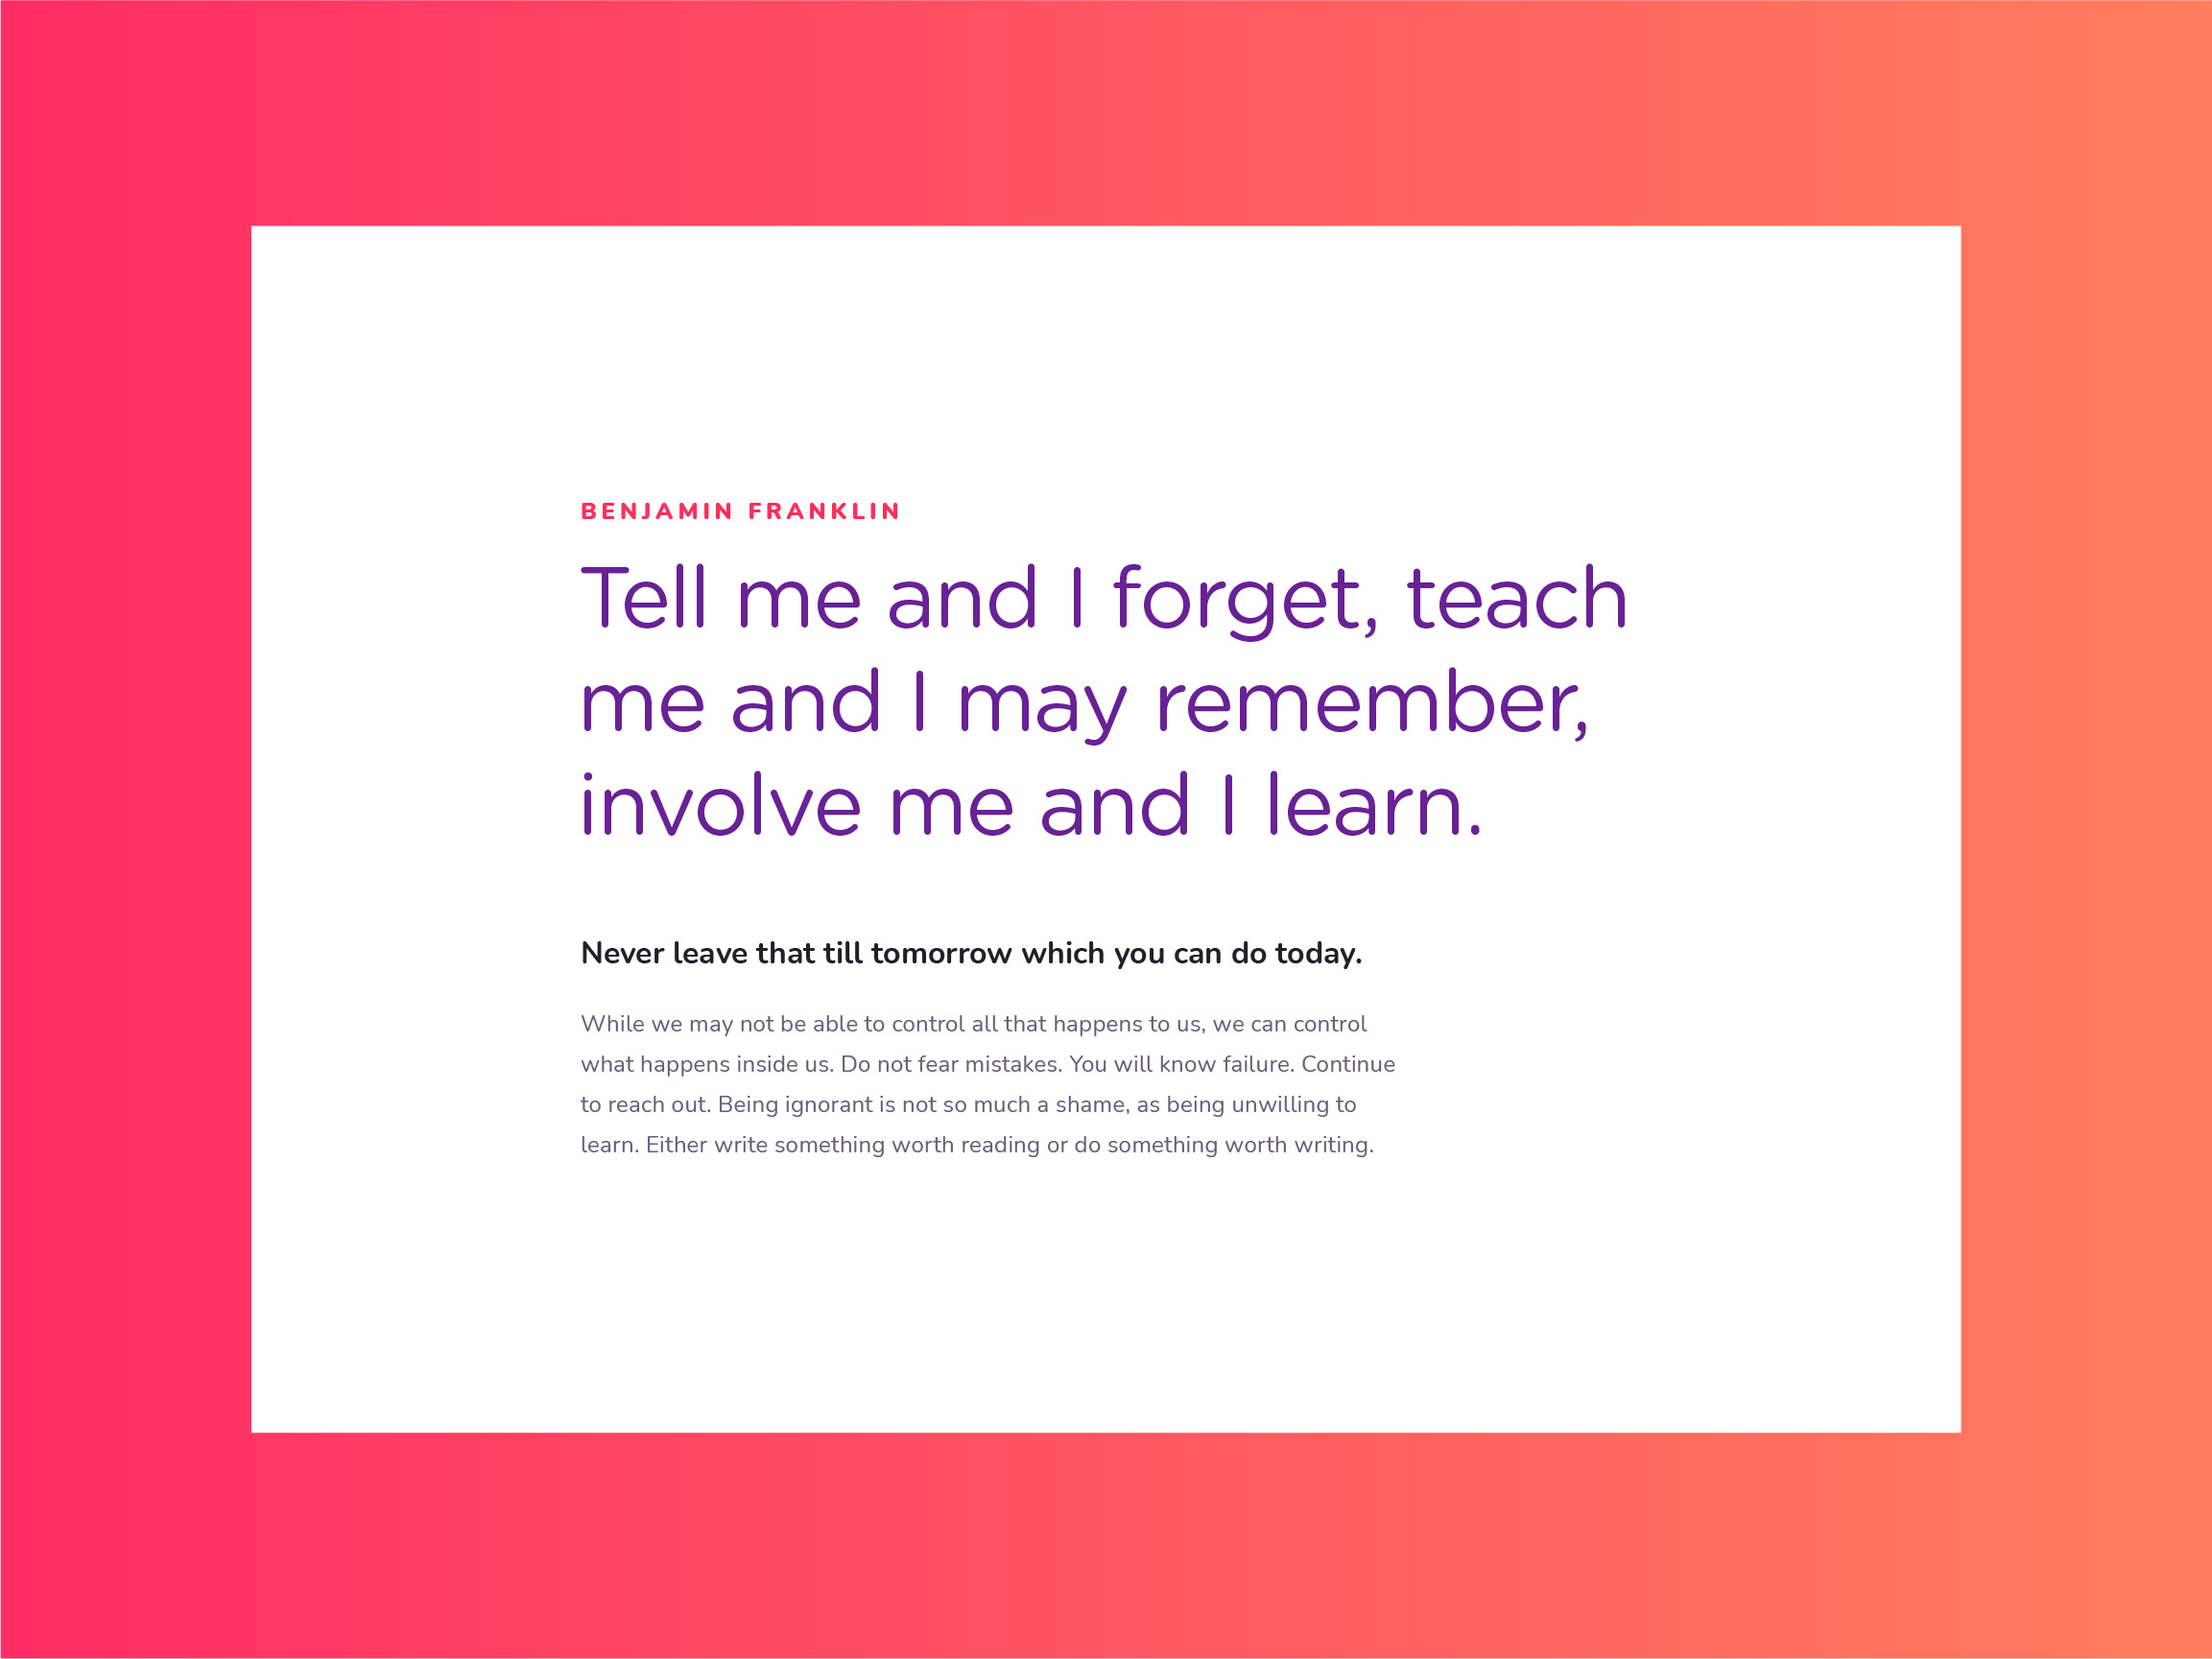 BENJAMIN FRANKLIN
Tell me and I forget, teach
me and I may remember,
involve me and I learn.
Never leave that till tomorrow which you can do today.
While we may not be able to control all that happens to us, we can control
what happens inside us. Do not fear mistakes. You will know failure. Continue
to reach out. Being ignorant is not so much a shame, as being unwilling to
learn. Either write something worth reading or do something worth writing.